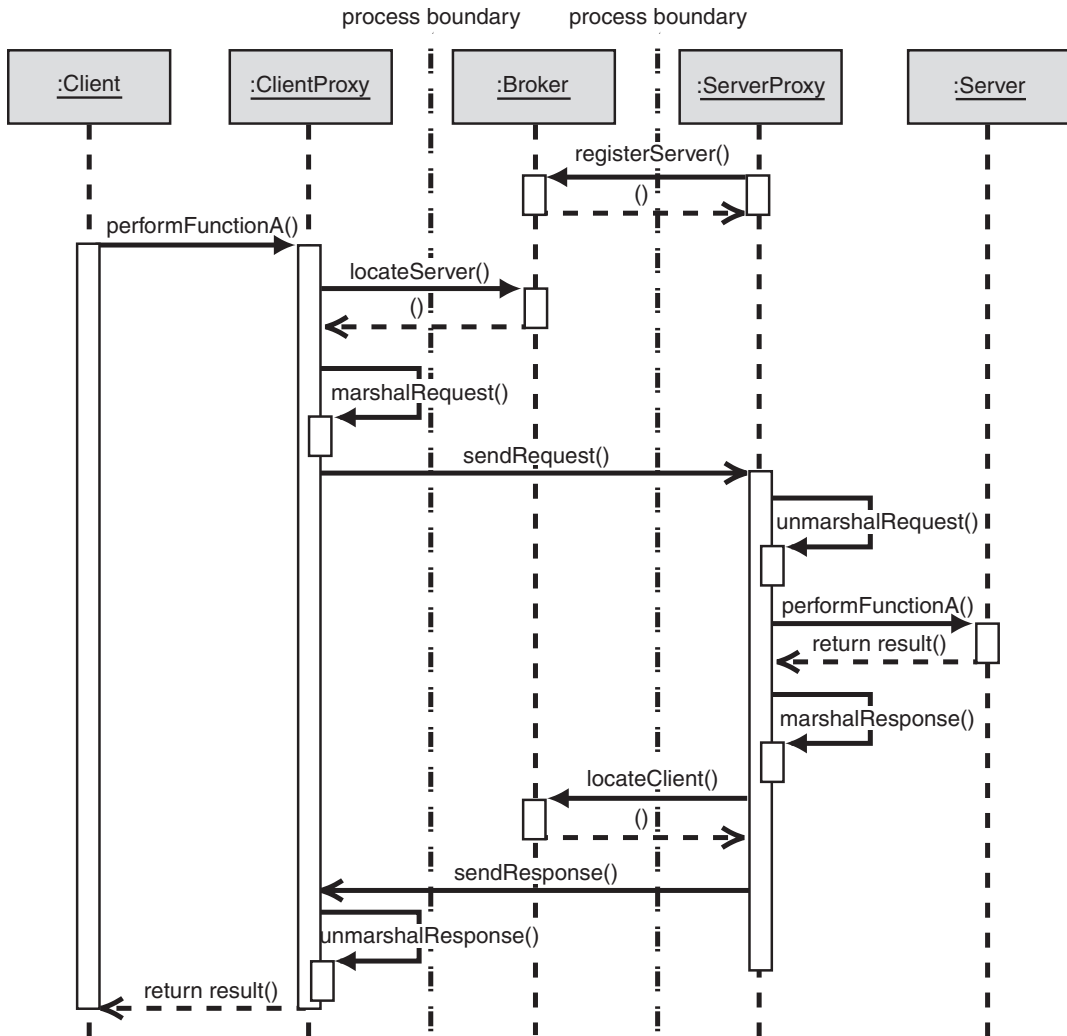 process boundary
process boundary
:Client
:ClientProxy
:Broker
:ServerProxy
:Server
registerServer()
()
performFunctionA()
locateServer()
()
marshalRequest()
sendRequest()
unmarshalRequest()
performFunctionA()
return result()
marshalResponse()
locateClient()
()
sendResponse()
unmarshalResponse()
return result()